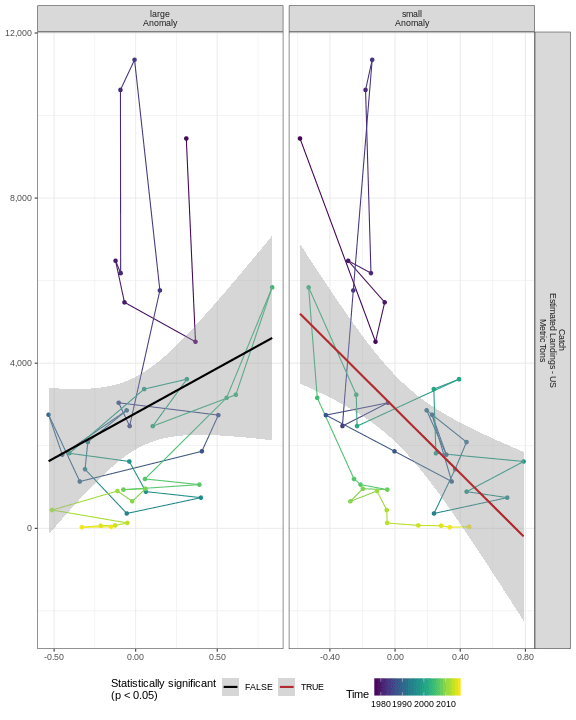 large
Anomaly
small
Anomaly
12,000
8,000
4,000
0
Catch
Estimated Landings - US
Metric Tons
-0.50
0.00
0.50
-0.40
0.00
0.40
0.80
Statistically significant
(p < 0.05)
FALSE
TRUE
Time
1980 1990 2000 2010